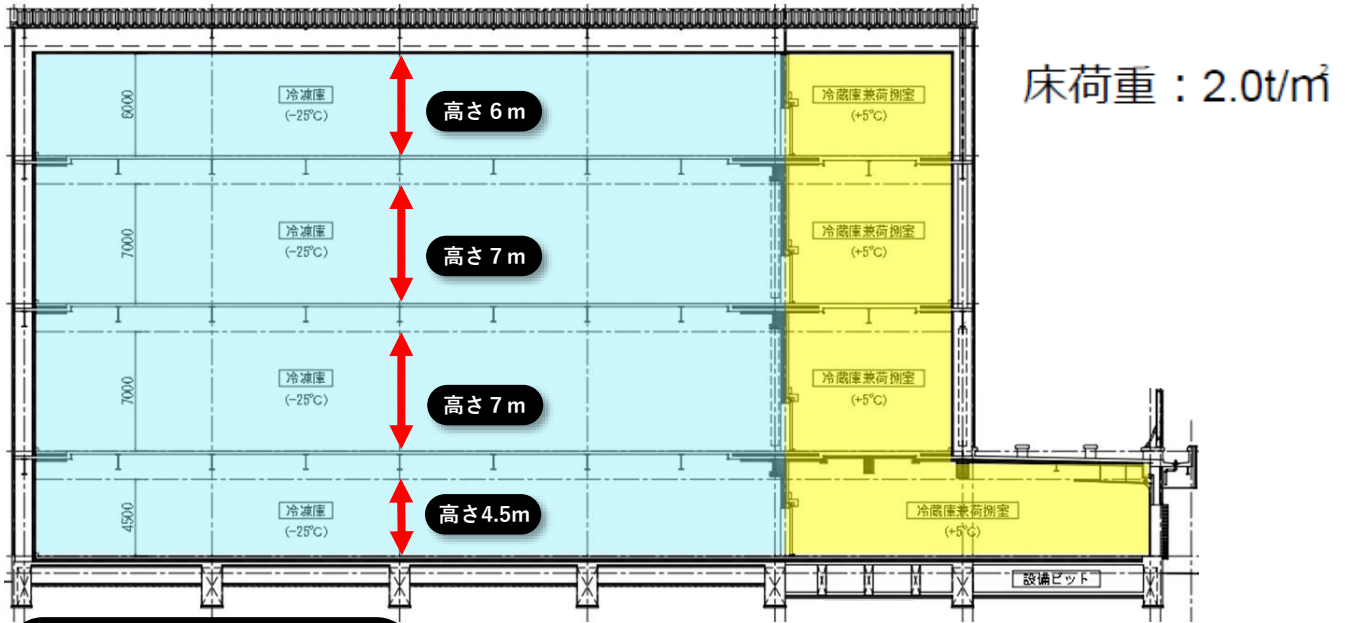 床荷重：2.0t/㎡
6000
冷凍庫
(-25℃)
高さ６ｍ
冷蔵庫兼荷捌室
(+5℃)
7000
冷凍庫
(-25℃)
高さ７ｍ
冷蔵庫兼荷捌室
(+5℃)
7000
冷凍庫
(-25℃)
高さ７ｍ
冷蔵庫兼荷捌室
(+5℃)
4500
冷凍庫
(-25℃)
高さ4.5m
冷蔵庫兼荷捌室
(+5℃)
設備ピット